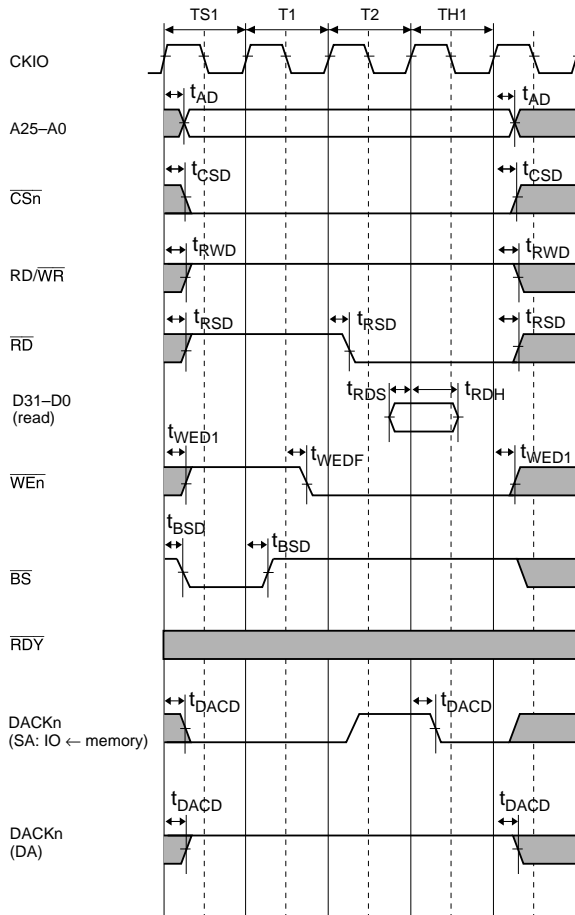 TS1 T1 T2 TH1
CKIO
tAD tAD
A25–A0
tCSD tCSD
CSn
tRWD tRWD
RD/WR
tRSD tRSD tRSD
RD
D31–D0
(read)
tRDS tRDH
tWED1 tWEDF tWED1
WEn
tBSD tBSD
BS
RDY
tDACD tDACD
DACKn
(SA: IO ← memory)
tDACD tDACD
DACKn
(DA)